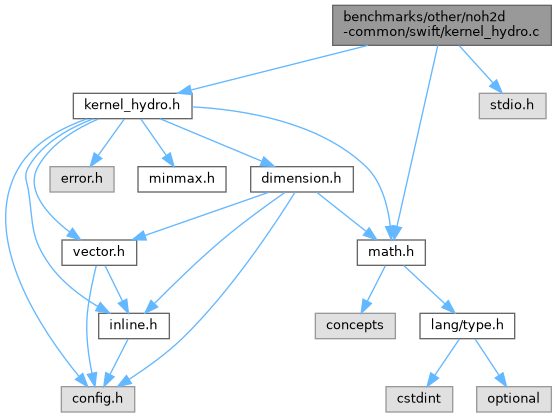 benchmarks/other/noh2d
-common/swift/kernel_hydro.c
kernel_hydro.h
stdio.h
error.h
minmax.h
dimension.h
vector.h
math.h
inline.h
concepts
lang/type.h
config.h
cstdint
optional